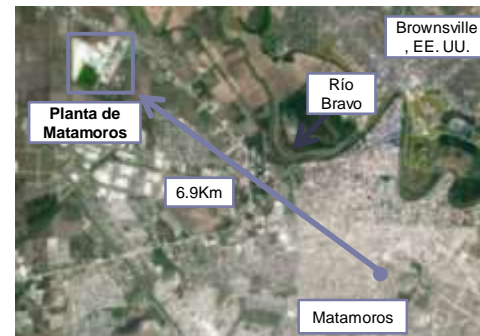 Brownsville
, EE. UU.
Río
Bravo
Planta de
Matamoros
6.9Km
Matamoros